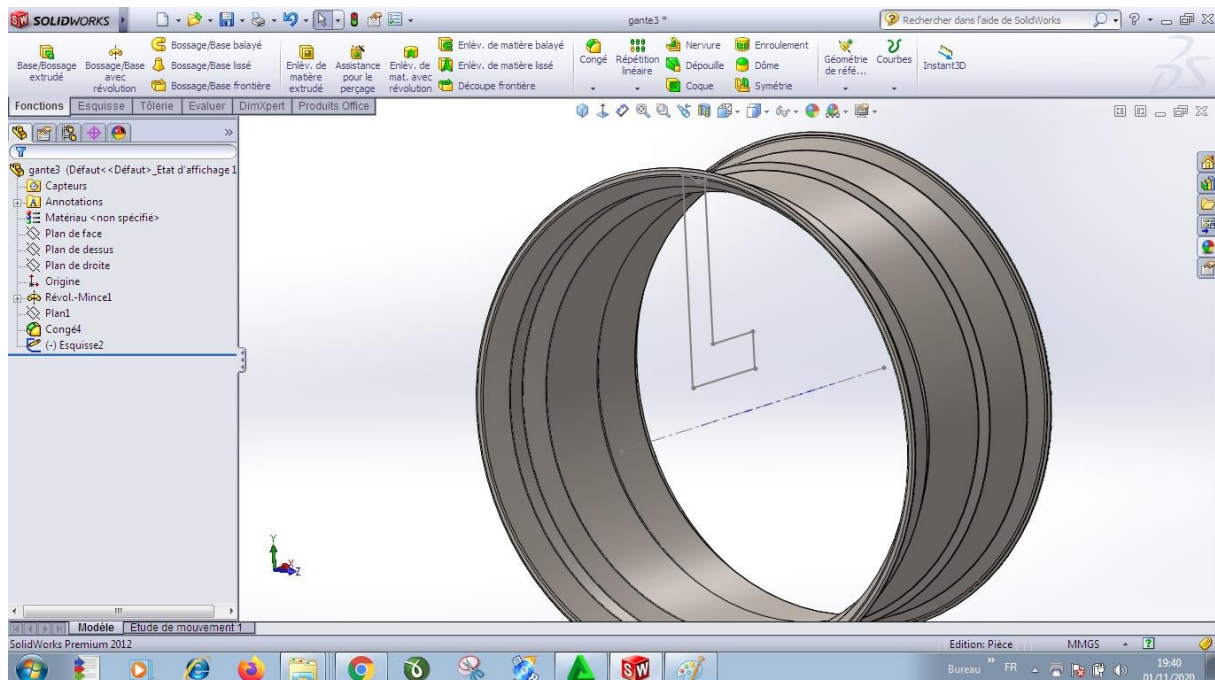 SOLIDWORKS
gante3 *
Rechercher dans l'aide de SolidWorks
Base/Bossage extrudé
Bossage/Base avec révolution
Bossage/Base balayé
Bossage/Base lissé
Bossage/Base frontière
Enlèv. de matière extrudé
Assistance pour le perçage
Enlèv. de mat. avec révolution
Enlèv. de matière balayé
Enlèv. de matière lissé
Découpe frontière
Congé
Répétition linéaire
Nervure
Dépouille
Coque
Enroulement
Dôme
Symétrie
Géométrie de réfé...
Courbes
Instant3D
Fonctions
Esquisse
Tôlerie
Evaluer
DimXpert
Produits Office
gante3 (Défaut<<Défaut>_Etat d'affichage 1
Capteurs
Annotations
Matériau <non spécifié>
Plan de face
Plan de dessus
Plan de droite
Origine
Révol.-Mince1
Plan1
Congé4
(-) Esquisse2
Y
Z
Modèle
Etude de mouvement 1
SolidWorks Premium 2012
Edition: Pièce
MMGS
Bureau
FR
19:40
01/11/2020